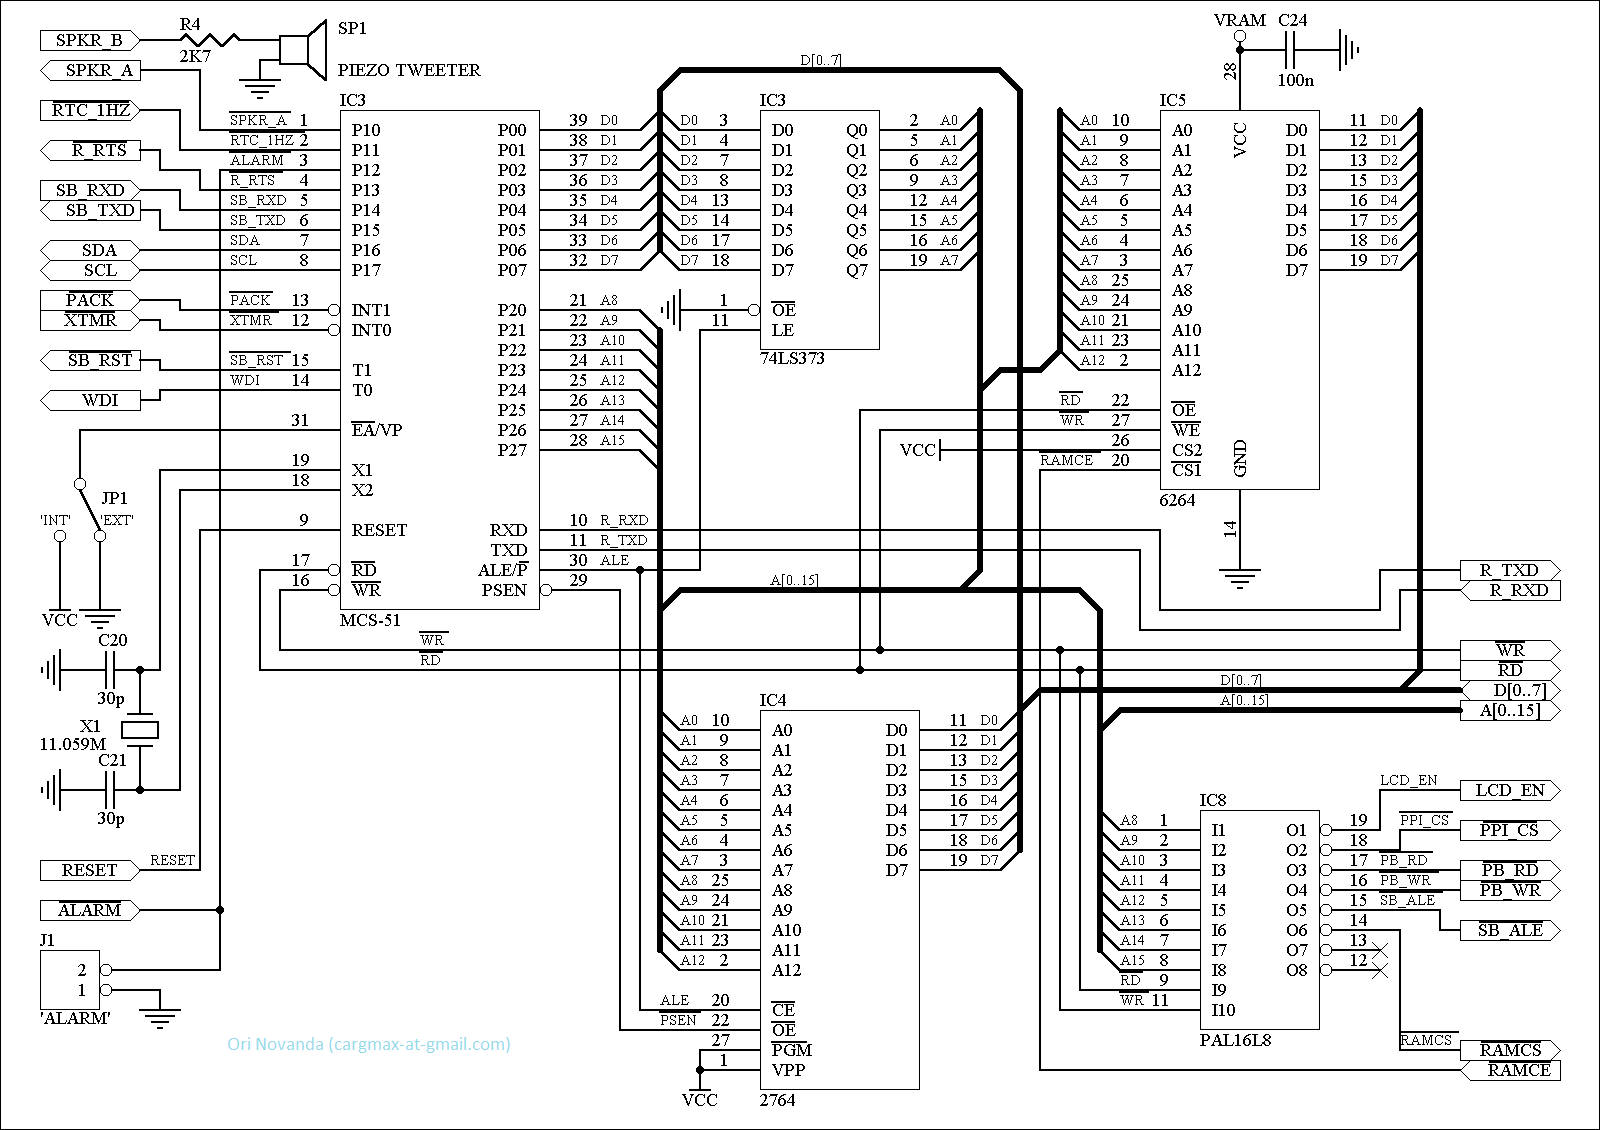 R4
SPKR_B
2K7
SP1
PIEZO TWEETER
SPKR_A
RTC_1HZ
R_RTS
SB_RXD
SB_TXD
SDA
SCL
PACK
XTMR
SB_RST
WDI
SPKR_A 1
RTC_1HZ 2
ALARM 3
R_RTS 4
SB_RXD 5
SB_TXD 6
SDA 7
SCL 8
PACK 13
XTMR 12
SB_RST 15
WDI 14
31
19
18
9
17
16
IC3
P10
P11
P12
P13
P14
P15
P16
P17
INT1
INT0
T1
T0
EA/VP
X1
X2
RESET
RD
WR
P00 39 D0
P01 38 D1
P02 37 D2
P03 36 D3
P04 35 D4
P05 34 D5
P06 33 D6
P07 32 D7
P20 21 A8
P21 22 A9
P22 23 A10
P23 24 A11
P24 25 A12
P25 26 A13
P26 27 A14
P27 28 A15
RXD 10 R_RXD
TXD 11 R_TXD
ALE/P 30 ALE
PSEN 29
MCS-51
JP1
'INT' 'EXT'
VCC
C20
30p
X1
11.059M
C21
30p
RESET RESET
ALARM
J1
2
1
'ALARM'
WR
RD
D[0..7]
IC3
D0 3 D0 Q0 2 A0
D1 4 D1 Q1 5 A1
D2 7 D2 Q2 6 A2
D3 8 D3 Q3 9 A3
D4 13 D4 Q4 12 A4
D5 14 D5 Q5 15 A5
D6 17 D6 Q6 16 A6
D7 18 D7 Q7 19 A7
1 OE
11 LE
74LS373
A[0..15]
VRAM C24
100n
28
IC5
VCC
A0 10 A0 D0 11 D0
A1 9 A1 D1 12 D1
A2 8 A2 D2 13 D2
A3 7 A3 D3 15 D3
A4 6 A4 D4 16 D4
A5 5 A5 D5 17 D5
A6 4 A6 D6 18 D6
A7 3 A7 D7 19 D7
A8 25 A8
A9 24 A9
A10 21 A10
A11 23 A11
A12 2 A12
RD 22 OE
WR 27 WE
VCC 26 CS2
RAMCE 20 CS1
GND
6264
14
R_TXD
R_RXD
WR
RD
D[0..7] D[0..7]
A[0..15] A[0..15]
IC4
A0 10 A0 D0 11 D0
A1 9 A1 D1 12 D1
A2 8 A2 D2 13 D2
A3 7 A3 D3 15 D3
A4 6 A4 D4 16 D4
A5 5 A5 D5 17 D5
A6 4 A6 D6 18 D6
A7 3 A7 D7 19 D7
A8 25 A8
A9 24 A9
A10 21 A10
A11 23 A11
A12 2 A12
ALE 20 CE
PSEN 22 OE
27 PGM
1 VPP
VCC
2764
IC8
A8 1 I1 O1 19 LCD_EN LCD_EN
A9 2 I2 O2 18 PPI_CS PPI_CS
A10 3 I3 O3 17 PB_RD PB_RD
A11 4 I4 O4 16 PB_WR PB_WR
A12 5 I5 O5 15 SB_ALE SB_ALE
A13 6 I6 O6 14
A14 7 I7 O7 13
A15 8 I8 O8 12
RD 9 I9
WR 11 I10
PAL16L8
RAMCS RAMCS
RAMCE
Ori Novanda (cargmax-at-gmail.com)